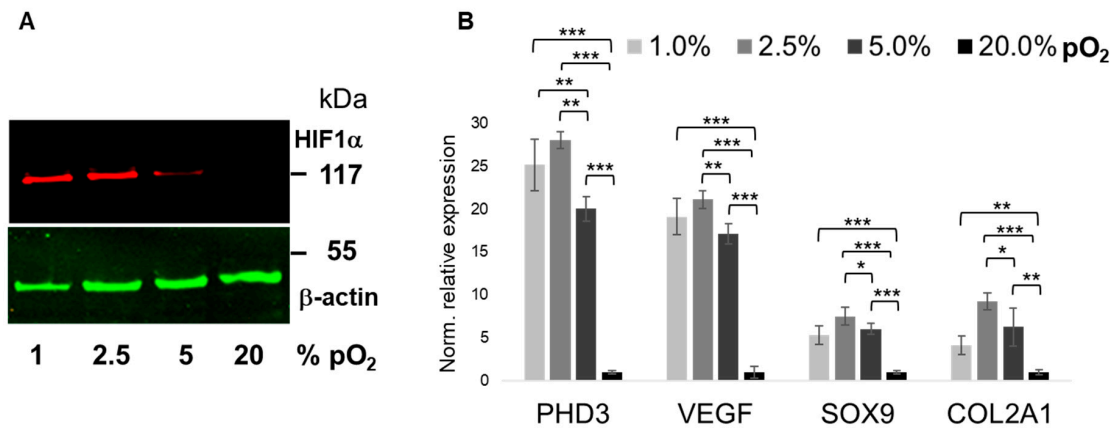 A
kDa
HIF1α
117
55
β-actin
1 2.5 5 20 % pO₂
B
1.0% 2.5% 5.0% 20.0% pO₂
Norm. relative expression
30
25
20
15
10
5
0
*** *** ** ** ***
*** *** ** ***
*** *** * ***
** *** * **
PHD3 VEGF SOX9 COL2A1